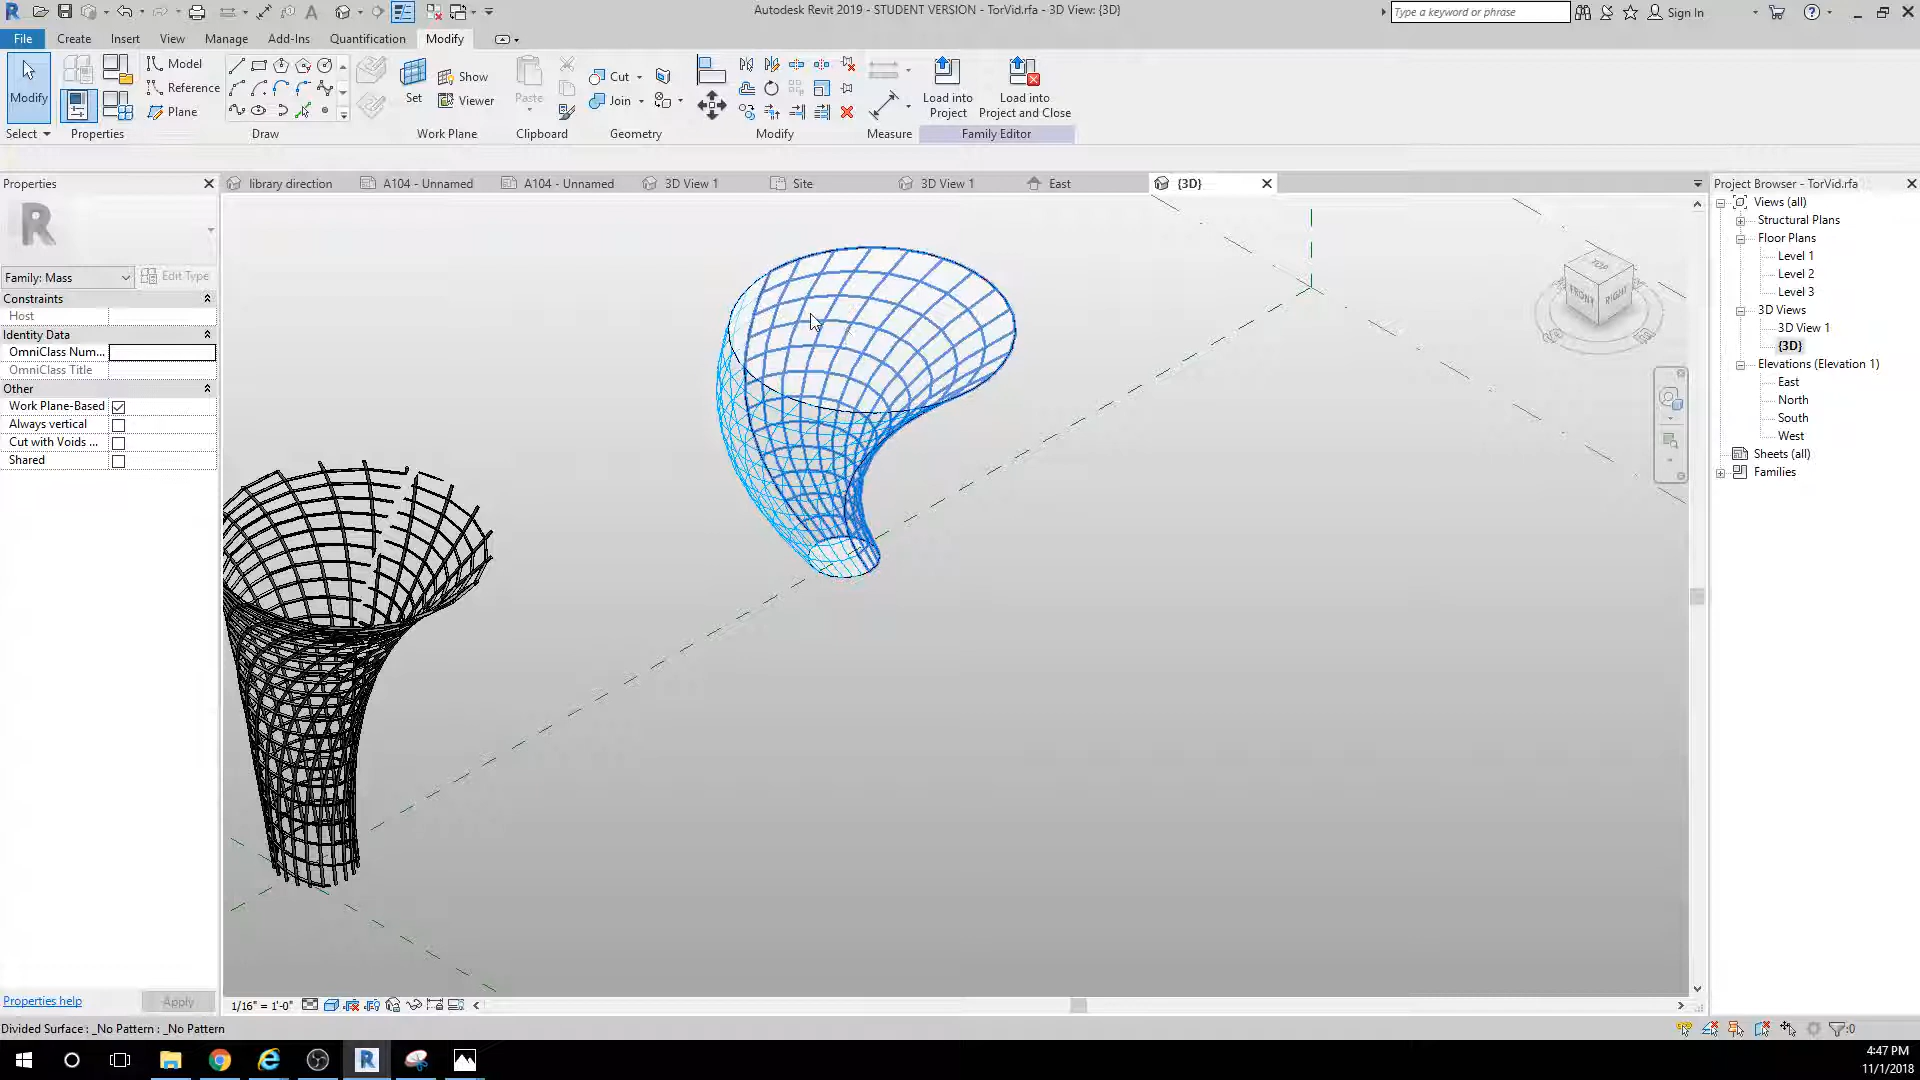 Autodesk Revit 2019 - STUDENT VERSION - TorVid.rfa - 3D View: {3D}
Type a keyword or phrase
Sign In
File Create Insert View Manage Add-Ins Quantification Modify
Modify
Select
Properties
Model
Reference
Plane
Draw
Set
Show
Viewer
Work Plane
Paste
Clipboard
Cut
Join
Geometry
Modify
Measure
Load into
Project
Load into
Project and Close
Family Editor
Properties
library direction
A104 - Unnamed
A104 - Unnamed
3D View 1
Site
3D View 1
East
{3D}
Project Browser - TorVid.rfa
Family: Mass
Edit Type
Constraints
Host
Identity Data
OmniClass Num...
OmniClass Title
Other
Work Plane-Based
Always vertical
Cut with Voids ...
Shared
Properties help
Apply
TOP
FRONT
RIGHT
Views (all)
Structural Plans
Floor Plans
Level 1
Level 2
Level 3
3D Views
3D View 1
{3D}
Elevations (Elevation 1)
East
North
South
West
Sheets (all)
Families
1/16" = 1'-0"
Divided Surface : _No Pattern : _No Pattern
:0
4:47 PM
11/1/2018